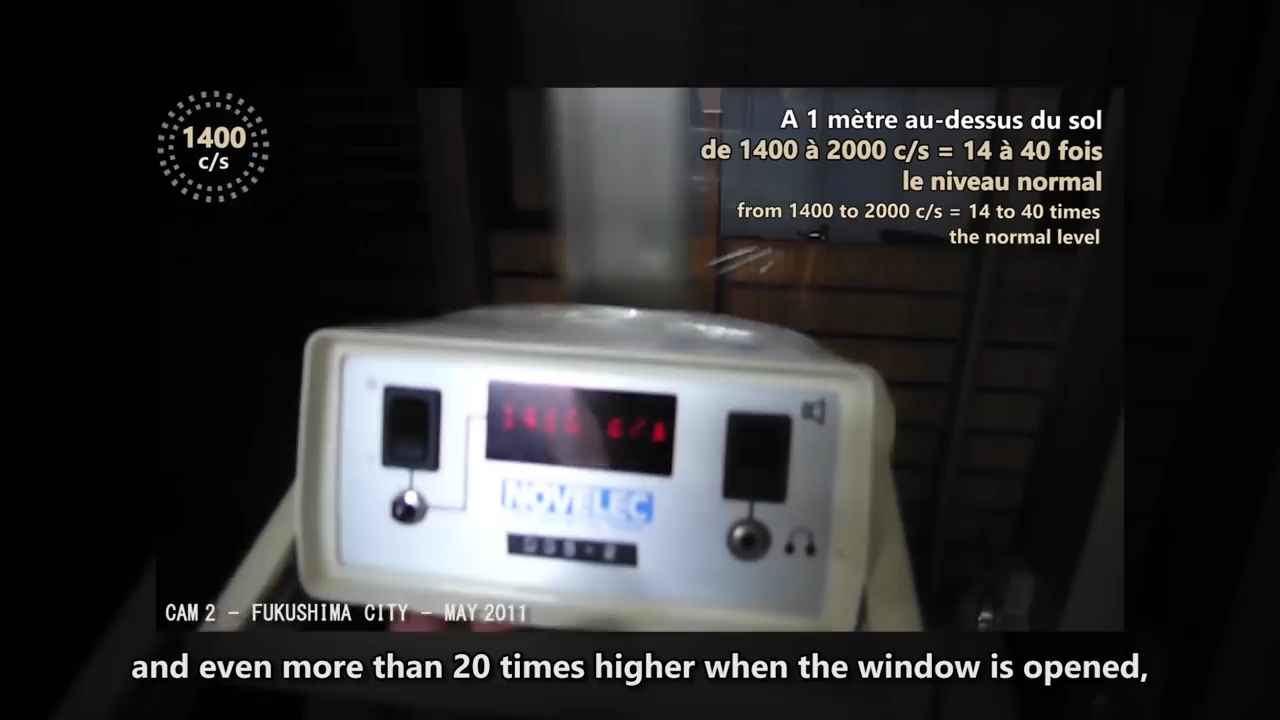 1400
c/s
A 1 mètre au-dessus du sol
de 1400 à 2000 c/s = 14 à 40 fois
le niveau normal
from 1400 to 2000 c/s = 14 to 40 times
the normal level
NOVELEC
CAM 2 - FUKUSHIMA CITY - MAY 2011
and even more than 20 times higher when the window is opened,